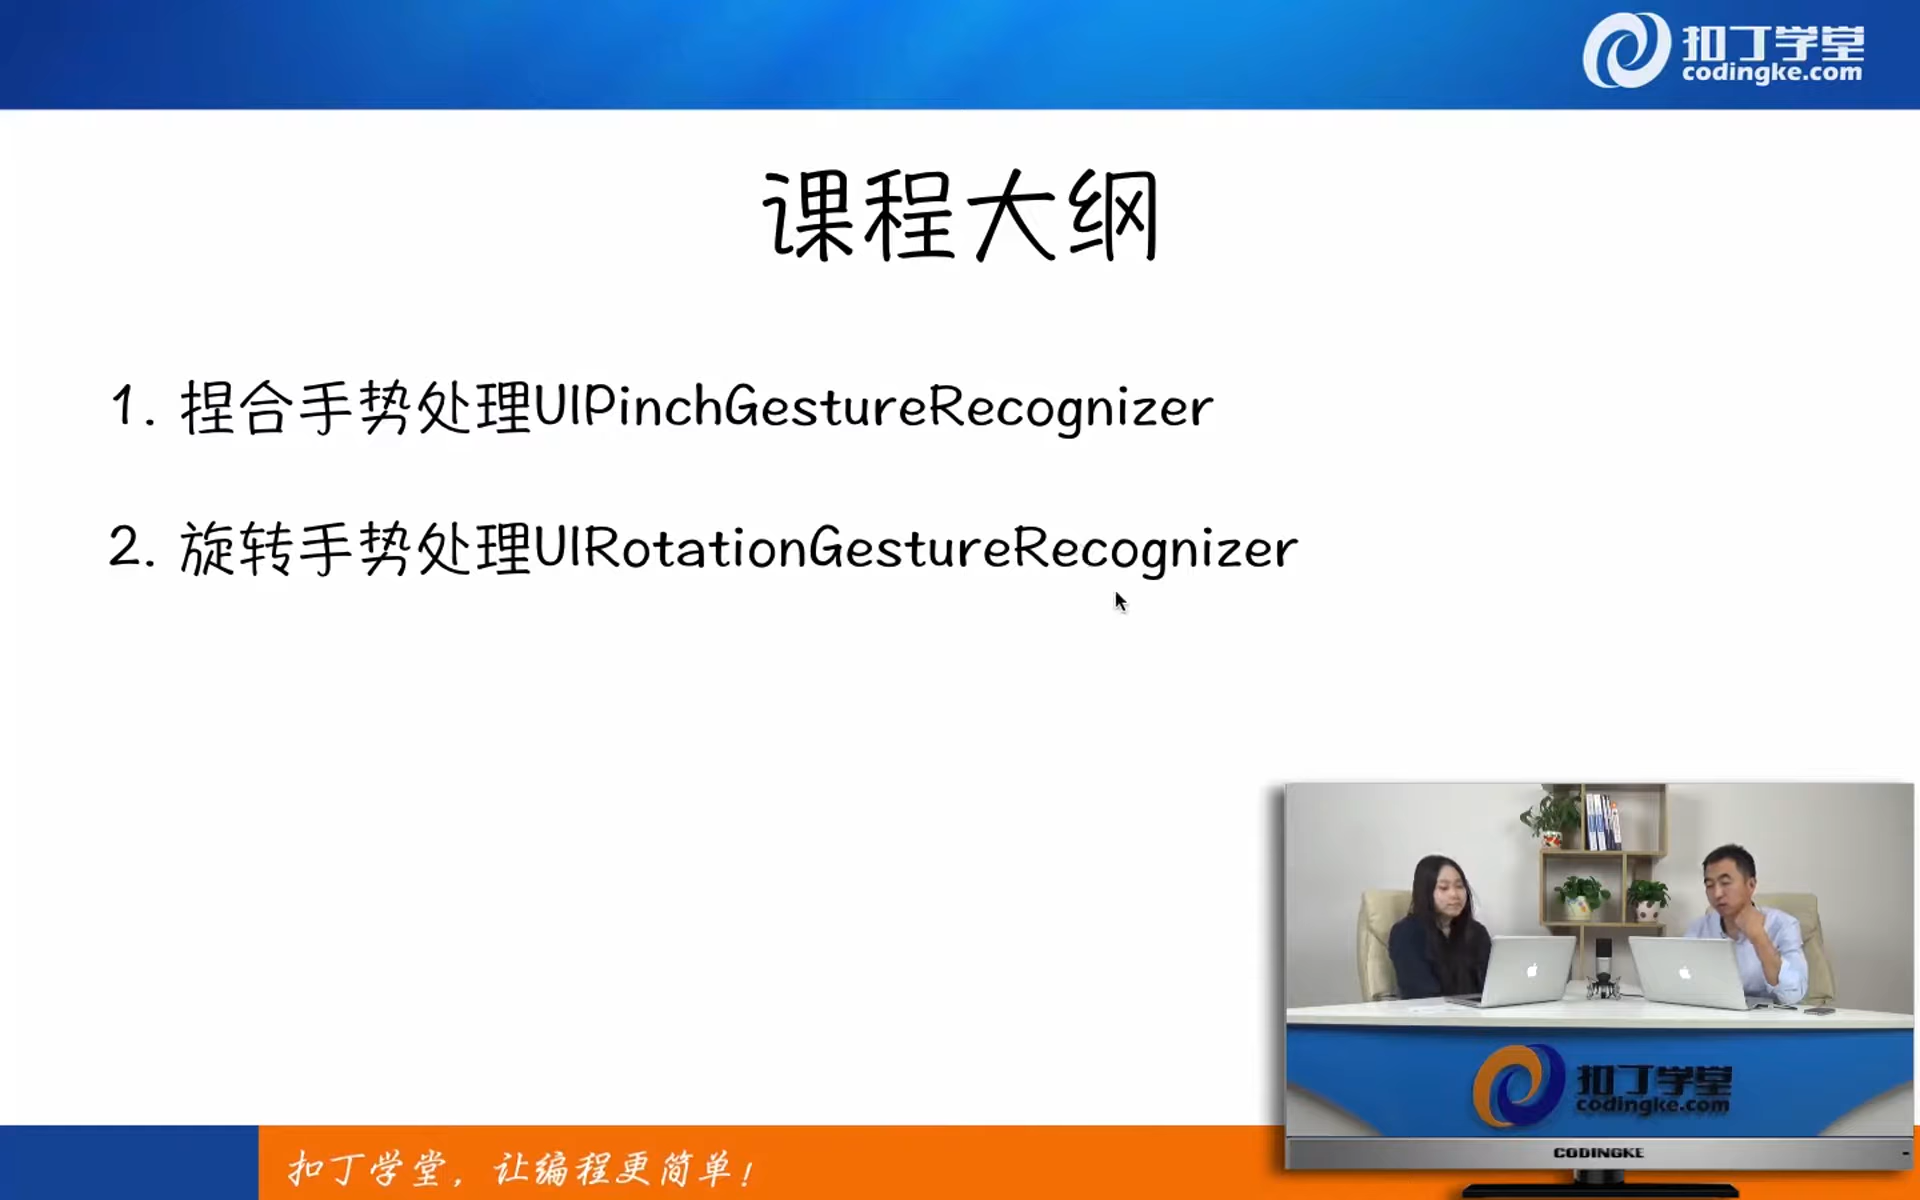 扣丁学堂
codingke.com
课程大纲
1. 捏合手势处理UIPinchGestureRecognizer
2. 旋转手势处理UIRotationGestureRecognizer
扣丁学堂
codingke.com
CODINGKE
扣丁学堂，让编程更简单！